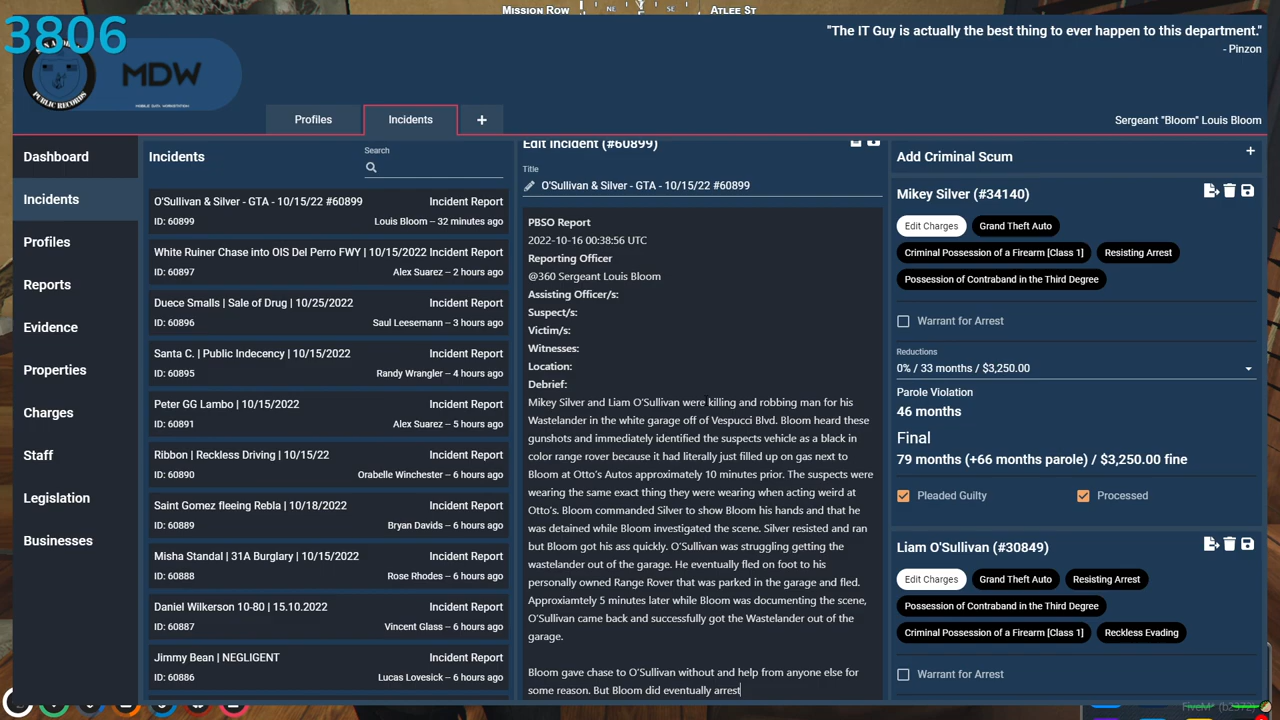 Mission Row
NE
SE
Atlee St
3806
PUBLIC RECORDS
MDW
MOBILE DATA WORKSTATION
"The IT Guy is actually the best thing to ever happen to this department."
- Pinzon
Profiles
Incidents
+
Sergeant "Bloom" Louis Bloom
Dashboard
Incidents
Profiles
Reports
Evidence
Properties
Charges
Staff
Legislation
Businesses
Incidents
Search
O'Sullivan & Silver - GTA - 10/15/22 #60899
Incident Report
ID: 60899
Louis Bloom – 32 minutes ago
White Ruiner Chase into OIS Del Perro FWY | 10/15/2022
Incident Report
ID: 60897
Alex Suarez – 2 hours ago
Duece Smalls | Sale of Drug | 10/25/2022
Incident Report
ID: 60896
Saul Leesemann – 3 hours ago
Santa C. | Public Indecency | 10/15/2022
Incident Report
ID: 60895
Randy Wrangler – 4 hours ago
Peter GG Lambo | 10/15/2022
Incident Report
ID: 60891
Alex Suarez – 5 hours ago
Ribbon | Reckless Driving | 10/15/22
Incident Report
ID: 60890
Orabelle Winchester – 6 hours ago
Saint Gomez fleeing Rebla | 10/18/2022
Incident Report
ID: 60889
Bryan Davids – 6 hours ago
Misha Standal | 31A Burglary | 10/15/2022
Incident Report
ID: 60888
Rose Rhodes – 6 hours ago
Daniel Wilkerson 10-80 | 15.10.2022
Incident Report
ID: 60887
Vincent Glass – 6 hours ago
Jimmy Bean | NEGLIGENT
Incident Report
ID: 60886
Lucas Lovesick – 6 hours ago
Edit Incident (#60899)
Title
O'Sullivan & Silver - GTA - 10/15/22 #60899
PBSO Report
2022-10-16 00:38:56 UTC
Reporting Officer
@360 Sergeant Louis Bloom
Assisting Officer/s:
Suspect/s:
Victim/s:
Witnesses:
Location:
Debrief:
Mikey Silver and Liam O'Sullivan were killing and robbing man for his
Wastelander in the white garage off of Vespucci Blvd. Bloom heard these
gunshots and immediately identified the suspects vehicle as a black in
color range rover because it had literally just filled up on gas next to
Bloom at Otto's Autos approximately 10 minutes prior. The suspects were
wearing the same exact thing they were wearing when acting weird at
Otto's. Bloom commanded Silver to show Bloom his hands and that he
was detained while Bloom investigated the scene. Silver resisted and ran
but Bloom got his ass quickly. O'Sullivan was struggling getting the
wastelander out of the garage. He eventually fled on foot to his
personally owned Range Rover that was parked in the garage and fled.
Approxiamtely 5 minutes later while Bloom was documenting the scene,
O'Sullivan came back and successfully got the Wastelander out of the
garage.
Bloom gave chase to O'Sullivan without and help from anyone else for
some reason. But Bloom did eventually arrest
Add Criminal Scum
+
Mikey Silver (#34140)
Edit Charges
Grand Theft Auto
Criminal Possession of a Firearm [Class 1]
Resisting Arrest
Possession of Contraband in the Third Degree
Warrant for Arrest
Reductions
0% / 33 months / $3,250.00
Parole Violation
46 months
Final
79 months (+66 months parole) / $3,250.00 fine
Pleaded Guilty
Processed
Liam O'Sullivan (#30849)
Edit Charges
Grand Theft Auto
Resisting Arrest
Possession of Contraband in the Third Degree
Criminal Possession of a Firearm [Class 1]
Reckless Evading
Warrant for Arrest
FiveM (b2372)